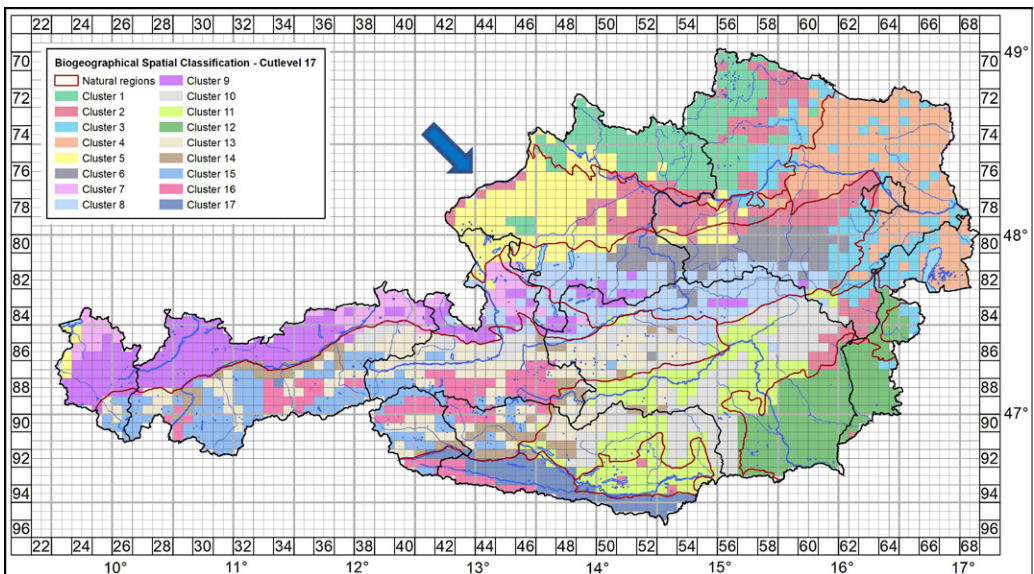 22 24 26 28 30 32 34 36 38 40 42 44 46 48 50 52 54 56 58 60 62 64 66 68
49°
Biogeographical Spatial Classification - Cutlevel 17
Natural regions
Cluster 1
Cluster 2
Cluster 3
Cluster 4
Cluster 5
Cluster 6
Cluster 7
Cluster 8
Cluster 9
Cluster 10
Cluster 11
Cluster 12
Cluster 13
Cluster 14
Cluster 15
Cluster 16
Cluster 17
70 70
72 72
74 74
76 76
78 78
48°
80 80
82 82
84 84
86 86
88 88
47°
90 90
92 92
94 94
96 96
22 24 26 28 30 32 34 36 38 40 42 44 46 48 50 52 54 56 58 60 62 64 66 68
10° 11° 12° 13° 14° 15° 16° 17°